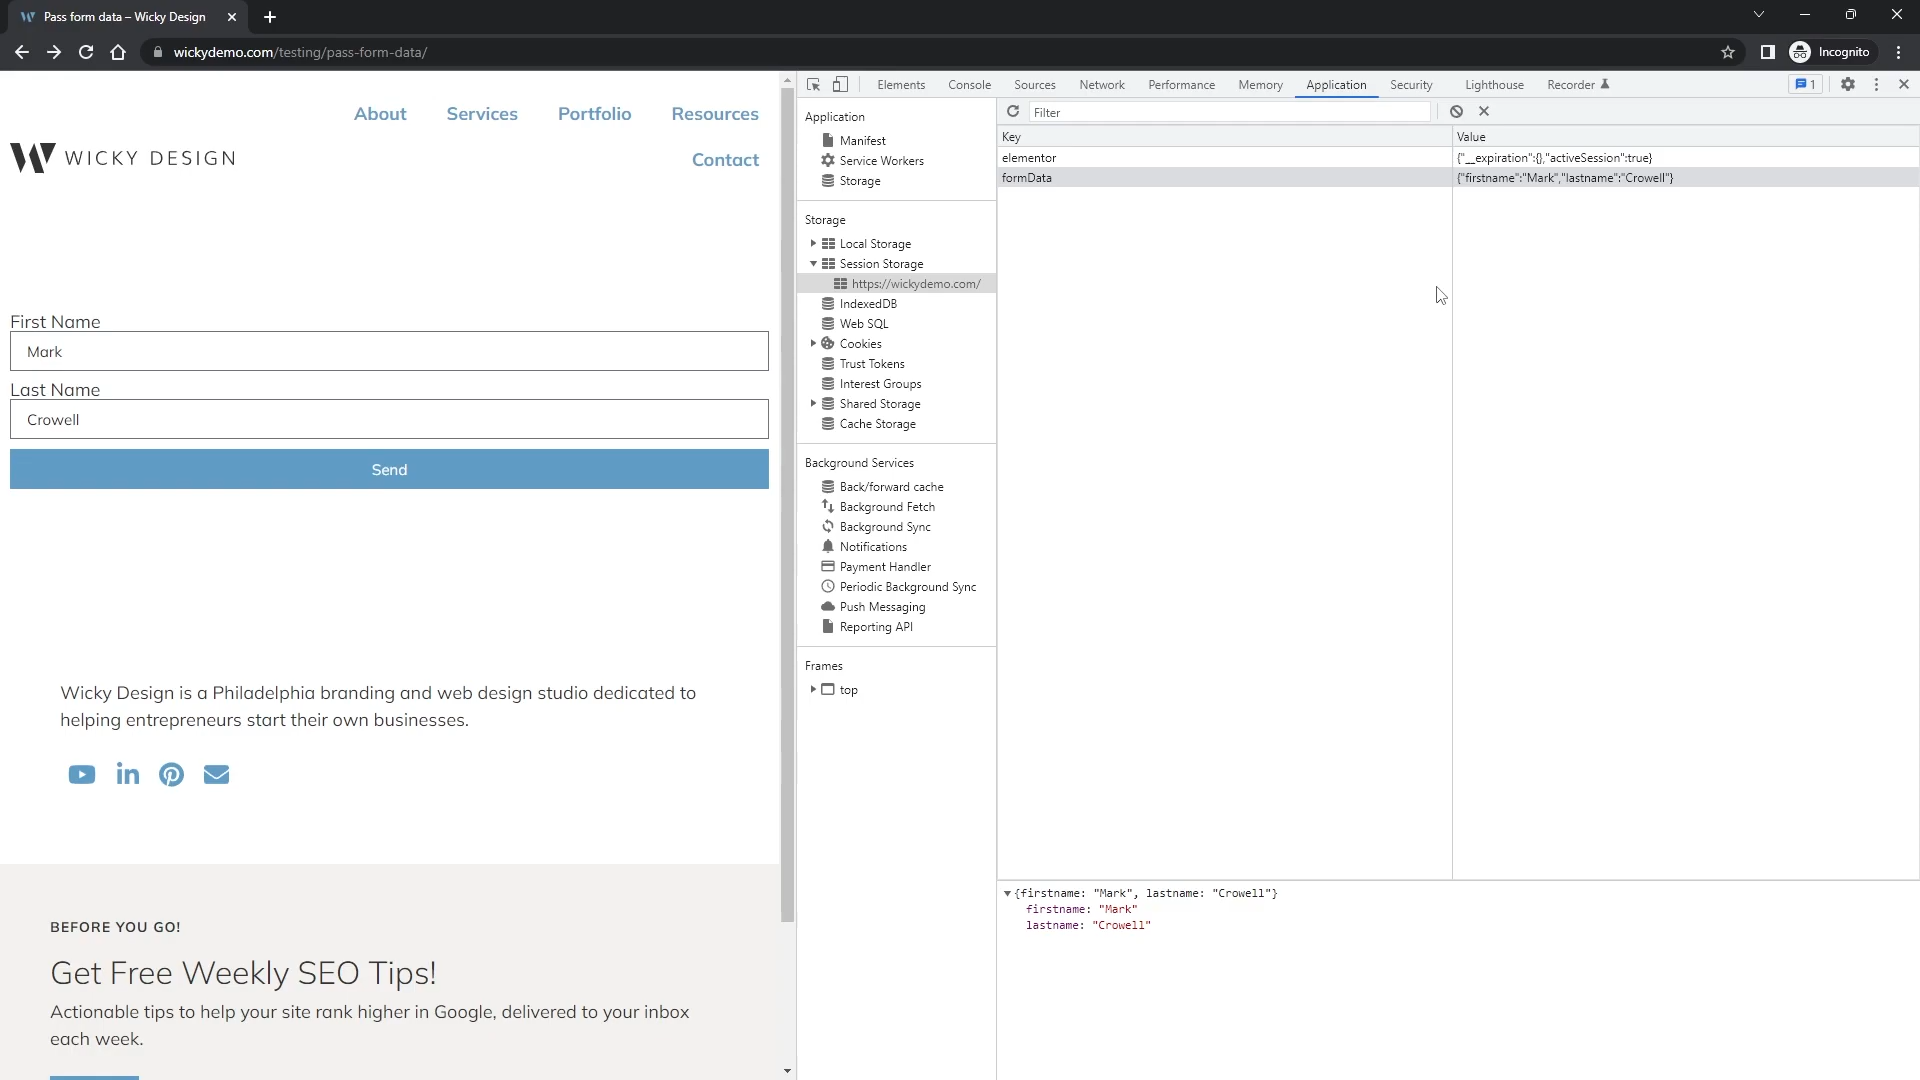 Pass form data – Wicky Design
wickydemo.com/testing/pass-form-data/
Incognito
About
Services
Portfolio
Resources
WICKY DESIGN
Contact
First Name
Mark
Last Name
Crowell
Send
Wicky Design is a Philadelphia branding and web design studio dedicated to
helping entrepreneurs start their own businesses.
in
BEFORE YOU GO!
Get Free Weekly SEO Tips!
Actionable tips to help your site rank higher in Google, delivered to your inbox
each week.
Elements
Console
Sources
Network
Performance
Memory
Application
Security
Lighthouse
Recorder
1
Application
Manifest
Service Workers
Storage
Storage
Local Storage
Session Storage
https://wickydemo.com/
IndexedDB
Web SQL
Cookies
Trust Tokens
Interest Groups
Shared Storage
Cache Storage
Background Services
Back/forward cache
Background Fetch
Background Sync
Notifications
Payment Handler
Periodic Background Sync
Push Messaging
Reporting API
Frames
top
Filter
Key
Value
elementor
{"__expiration":{},"activeSession":true}
formData
{"firstname":"Mark","lastname":"Crowell"}
{firstname: "Mark", lastname: "Crowell"}
firstname: "Mark"
lastname: "Crowell"